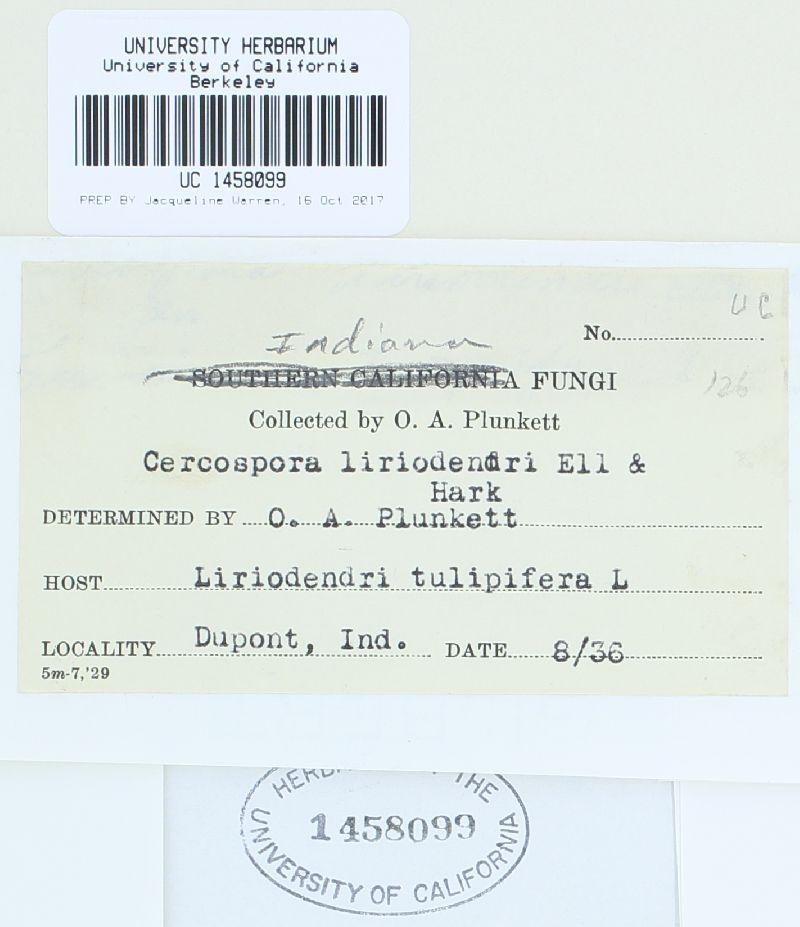 UNIVERSITY HERBARIUM
University of California
Berkeley
UC 1458099
PREP BY Jacqueline Warren, 16 Oct 2017
UC
Indiana
No.
126
SOUTHERN CALIFORNIA FUNGI
Collected by O. A. Plunkett
Cercospora liriodendri Ell &
Hark
DETERMINED BY O. A. Plunkett
HOST Liriodendri tulipifera L
LOCALITY Dupont, Ind. DATE 8/36
5m-7,'29
THE
1458099
UNIVERSITY OF CALIFORNIA